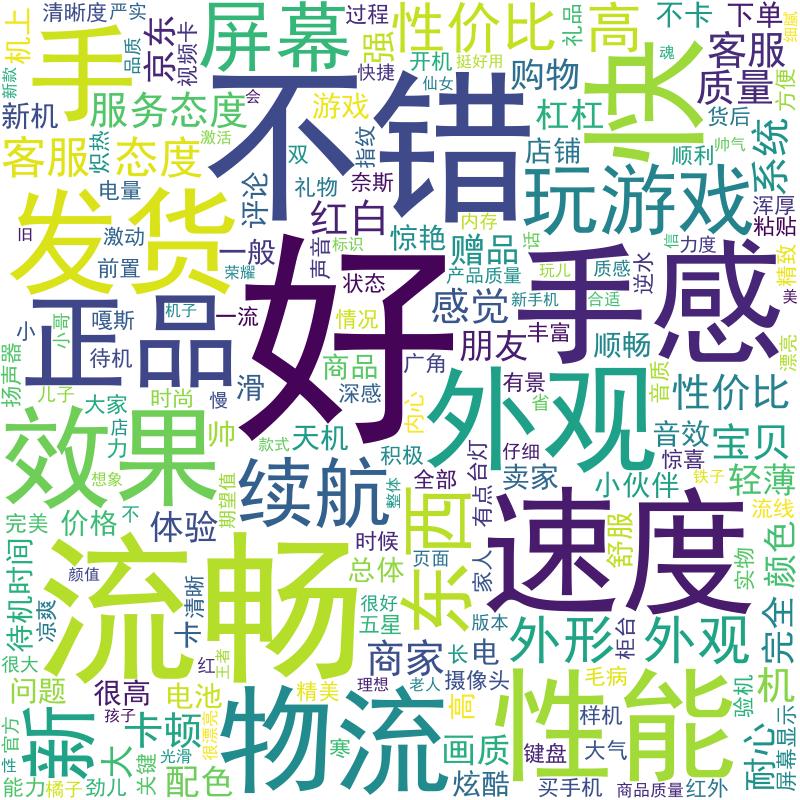 清晰度
严实
过程
礼品
不卡
下单
细腻
机上
品质
京东
视频卡
手
屏幕
强
性价比
高
快
客服
质量
方便
新款
新机
服务态度
会
快捷
开机
挺好用
仙女
购物
魂
不错
游戏
杠杠
货后
帅气
客服
态度
炽热
激活
双
指纹
店铺
顺利
系统
发货
电量
评论
礼物
奈斯
红白
内存
玩游戏
浑厚
粘贴
旧
激动
前置
一般
声音
标识
惊艳
赠品
话
信
力度
精致
荣耀
状态
产品质量
玩儿
质感
逆水
正品
好
手感
美
小
嘎斯
小哥
机子
一流
情况
感觉
新手机
合适
漂亮
扬声器
待机
商品
广角
朋友
丰富
顺畅
儿子
时尚
慢
滑
深感
内心
外观
有景
省
音质
性价比
效果
大家
店
力
帅
款式
天机
积极
仔细
卖家
惊喜
音效
宝贝
想象
期望值
续航
整体
全部
东西
有点
台灯
小伙伴
铁子
轻薄
流线
完美
价格
不
体验
时候
速度
舒服
实物
颜色
待机时间
流畅
颜值
凉爽
卡
清晰
总体
页面
家人
很好
五星
版本
外形
柜台
外观
完全
很大
红
王者
商家
长
电
问题
很高
电池
精美
理想
老人
摄像头
高
毛病
验机
机
官方
新
孩子
很漂亮
物流
性能
件
大
卡顿
光滑
寒
画质
键盘
样机
大气
耐心
屏幕显示
能力
橘子
劲儿
关键
配色
炫酷
买手机
商品质量
红外